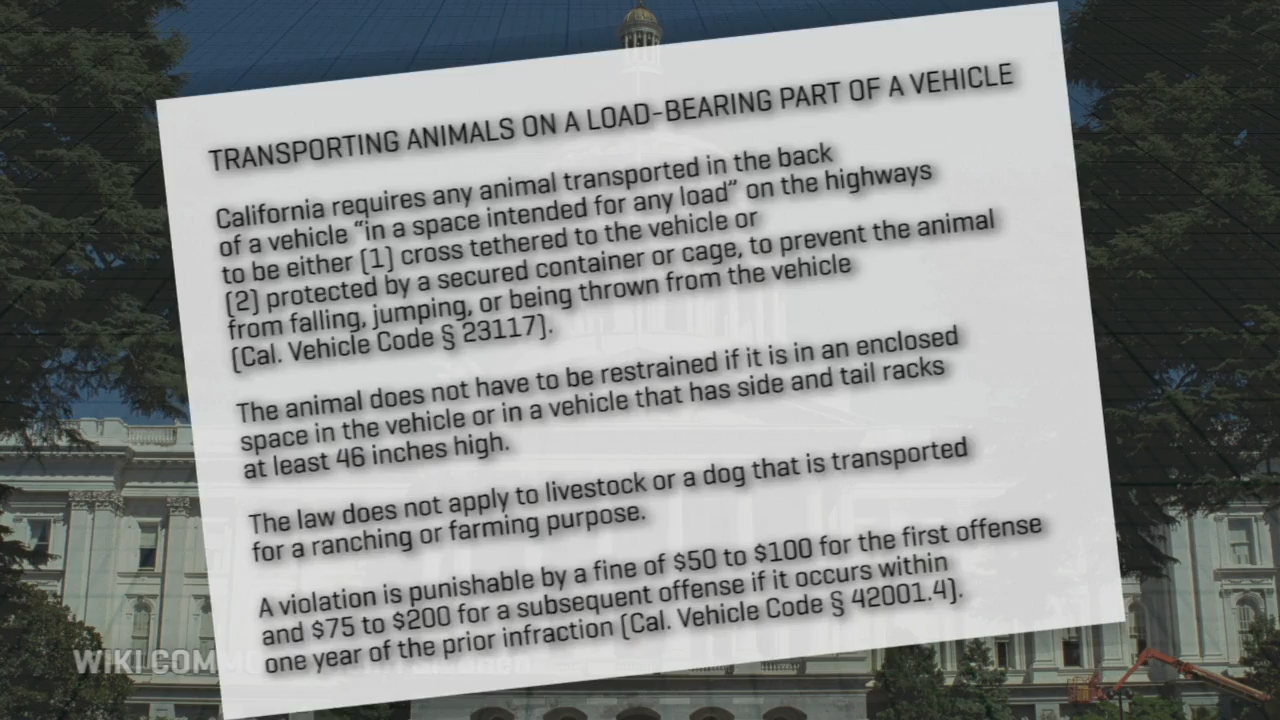 TRANSPORTING ANIMALS ON A LOAD-BEARING PART OF A VEHICLE
California requires any animal transported in the back
of a vehicle “in a space intended for any load” on the highways
to be either (1) cross tethered to the vehicle or
(2) protected by a secured container or cage, to prevent the animal
from falling, jumping, or being thrown from the vehicle
(Cal. Vehicle Code § 23117).
The animal does not have to be restrained if it is in an enclosed
space in the vehicle or in a vehicle that has side and tail racks
at least 46 inches high.
The law does not apply to livestock or a dog that is transported
for a ranching or farming purpose.
A violation is punishable by a fine of $50 to $100 for the first offense
and $75 to $200 for a subsequent offense if it occurs within
one year of the prior infraction (Cal. Vehicle Code § 42001.4).
WIKI